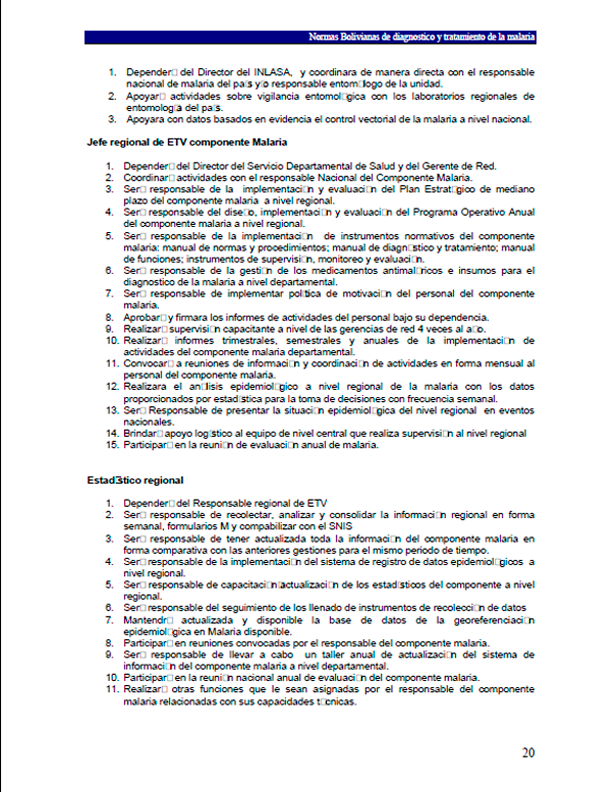 Normas Bolivianas de diagnostico y tratamiento de la malaria
1. Depender□ del Director del INLASA, y coordinara de manera directa con el responsable
nacional de malaria del pa□s y□o responsable entom□logo de la unidad.
2. Apoyar□ actividades sobre vigilancia entomol□gica con los laboratorios regionales de
entomolog□a del pa□s.
3. Apoyara con datos basados en evidencia el control vectorial de la malaria a nivel nacional.
Jefe regional de ETV componente Malaria
1. Depender□ del Director del Servicio Departamental de Salud y del Gerente de Red.
2. Coordinar□ actividades con el responsable Nacional del Componente Malaria.
3. Ser□ responsable de la implementaci□n y evaluaci□n del Plan Estrat□gico de mediano
plazo del componente malaria a nivel regional.
4. Ser□ responsable del dise□o, implementaci□n y evaluaci□n del Programa Operativo Anual
del componente malaria a nivel regional.
5. Ser□ responsable de la implementaci□n de instrumentos normativos del componente
malaria: manual de normas y procedimientos; manual de diagn□stico y tratamiento; manual
de funciones; instrumentos de supervisi□n, monitoreo y evaluaci□n.
6. Ser□ responsable de la gesti□n de los medicamentos antimal□ricos e insumos para el
diagnostico de la malaria a nivel departamental.
7. Ser□ responsable de implementar pol□tica de motivaci□n del personal del componente
malaria.
8. Aprobar□ y firmara los informes de actividades del personal bajo su dependencia.
9. Realizar□ supervisi□n capacitante a nivel de las gerencias de red 4 veces al a□o.
10. Realizar□ informes trimestrales, semestrales y anuales de la implementaci□n de
actividades del componente malaria departamental.
11. Convocar□ a reuniones de informaci□n y coordinaci□n de actividades en forma mensual al
personal del componente malaria.
12. Realizara el an□lisis epidemiol□gico a nivel regional de la malaria con los datos
proporcionados por estad□stica para la toma de decisiones con frecuencia semanal.
13. Ser□ Responsable de presentar la situaci□n epidemiol□gica del nivel regional en eventos
nacionales.
14. Brindar□ apoyo log□stico al equipo de nivel central que realiza supervisi□n al nivel regional
15. Participar□ en la reuni□n de evaluaci□n anual de malaria.
Estad□stico regional
1. Depender□ del Responsable regional de ETV
2. Ser□ responsable de recolectar, analizar y consolidar la informaci□n regional en forma
semanal, formularios M y compabilizar con el SNIS
3. Ser□ responsable de tener actualizada toda la informaci□n del componente malaria en
forma comparativa con las anteriores gestiones para el mismo periodo de tiempo.
4. Ser□ responsable de la implementaci□n del sistema de registro de datos epidemiol□gicos a
nivel regional.
5. Ser□ responsable de capacitaci□n□actualizaci□n de los estad□sticos del componente a nivel
regional.
6. Ser□ responsable del seguimiento de los llenado de instrumentos de recolecci□n de datos
7. Mantendr□ actualizada y disponible la base de datos de la georeferenciaci□n
epidemiol□gica en Malaria disponible.
8. Participar□ en reuniones convocadas por el responsable del componente malaria.
9. Ser□ responsable de llevar a cabo un taller anual de actualizaci□n del sistema de
informaci□n del componente malaria a nivel departamental.
10. Participar□ en la reuni□n nacional anual de evaluaci□n del componente malaria.
11. Realizar□ otras funciones que le sean asignadas por el responsable del componente
malaria relacionadas con sus capacidades t□cnicas.
20